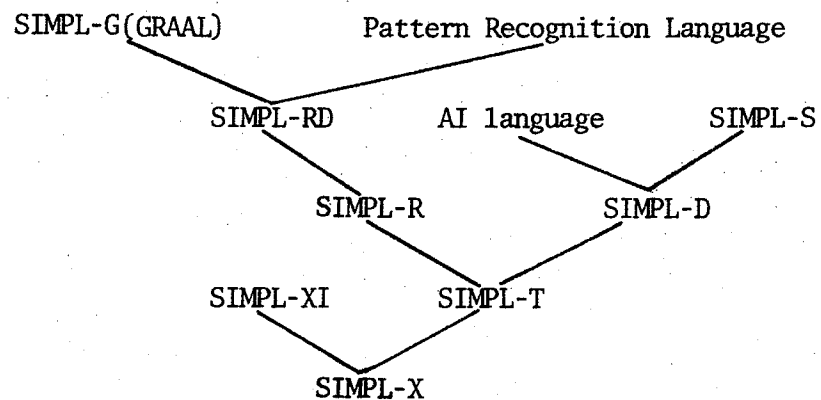 SIMPL-G(GRAAL) Pattern Recognition Language
SIMPL-RD AI language SIMPL-S
SIMPL-R SIMPL-D
SIMPL-XI SIMPL-T
SIMPL-X